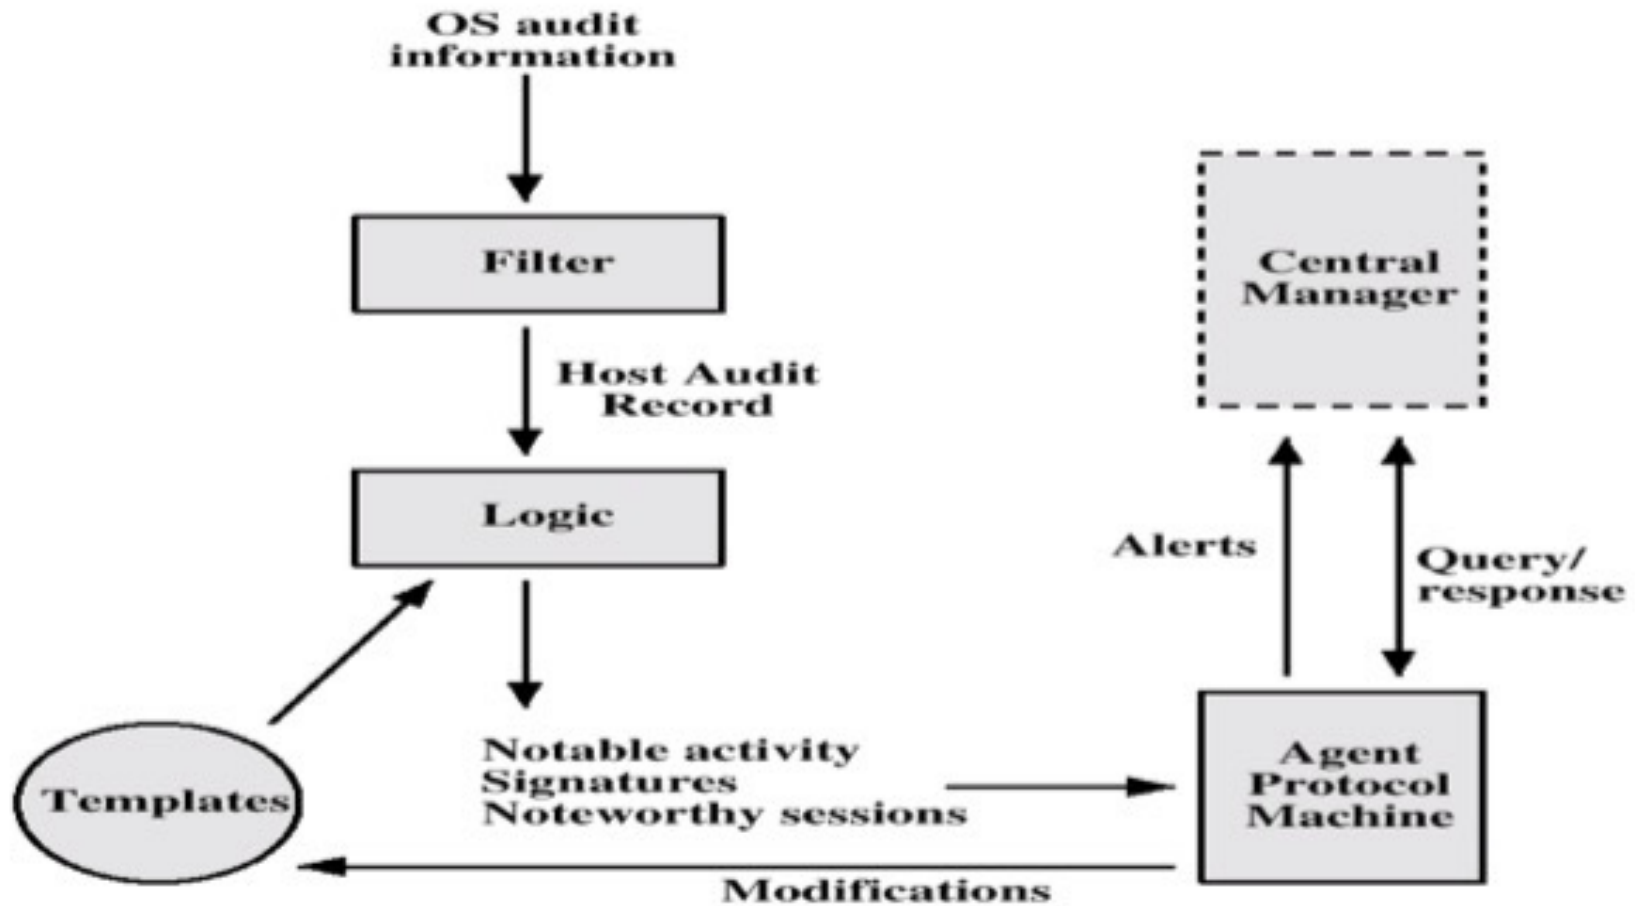 OS audit
information
Filter
Host Audit
Record
Logic
Central
Manager
Alerts
Query/
response
Templates
Notable activity
Signatures
Noteworthy sessions
Agent
Protocol
Machine
Modifications